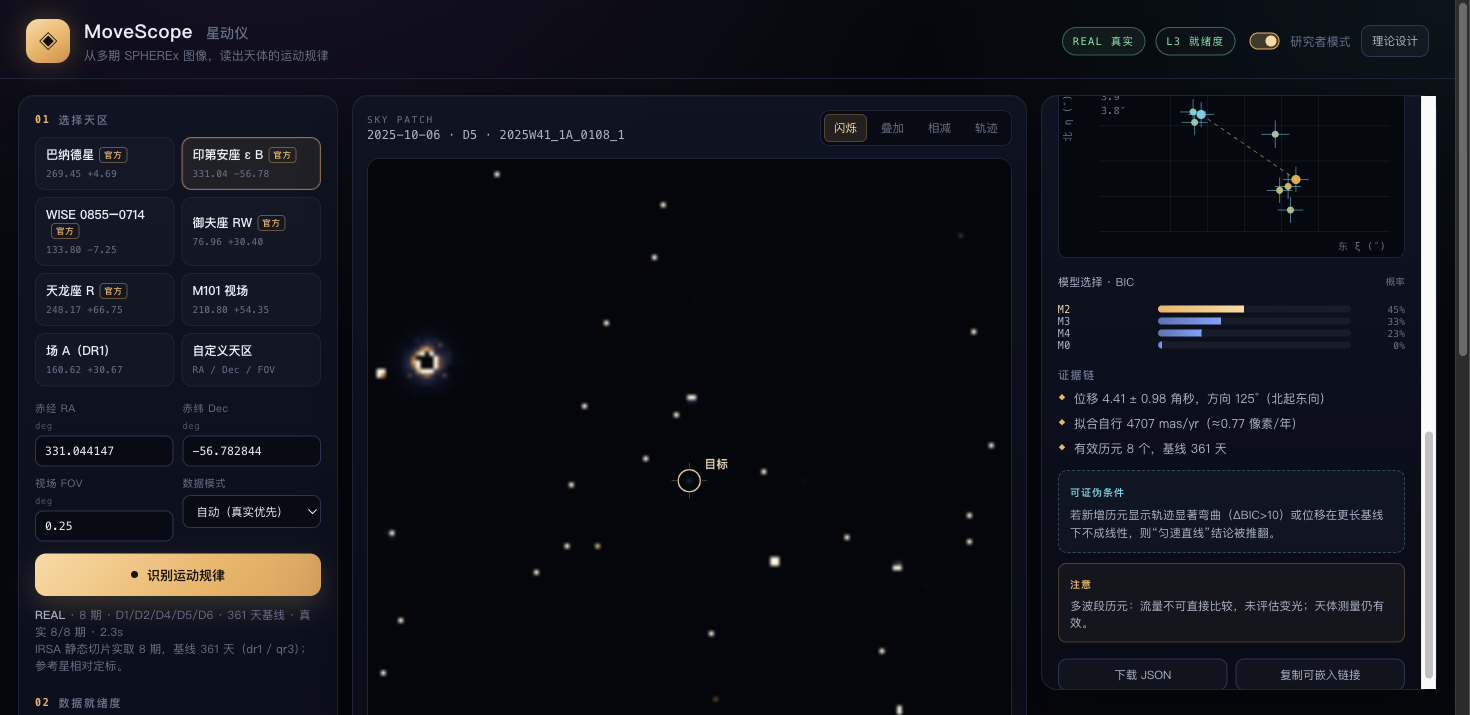 MoveScope 星动仪
从多期 SPHEREx 图像，读出天体的运动规律
REAL 真实
L3 就绪度
研究者模式
理论设计
01 选择天区
巴纳德星 官方
269.45 +4.69
印第安座 ε B 官方
331.04 −56.78
WISE 0855−0714
官方
133.80 −7.25
御夫座 RW 官方
76.96 +30.40
天龙座 R 官方
248.17 +66.75
M101 视场
210.80 +54.35
场 A（DR1）
160.62 +30.67
自定义天区
RA / Dec / FOV
赤经 RA
deg
331.044147
赤纬 Dec
deg
−56.782844
视场 FOV
deg
0.25
数据模式
自动（真实优先）
识别运动规律
REAL · 8 期 · D1/D2/D4/D5/D6 · 361 天基线 · 真
实 8/8 期 · 2.3s
IRSA 静态切片实取 8 期，基线 361 天（dr1 / qr3）；
参考星相对定标。
02 数据就绪度
SKY PATCH
2025-10-06 · D5 · 2025W41_1A_0108_1
闪烁
叠加
相减
轨迹
目标
3.9″
3.8″
北 η (″)
东 ξ (″)
模型选择 · BIC
概率
M2 45%
M3 33%
M4 23%
M0 0%
证据链
位移 4.41 ± 0.98 角秒，方向 125°（北起东向）
拟合自行 4707 mas/yr（≈0.77 像素/年）
有效历元 8 个，基线 361 天
可证伪条件
若新增历元显示轨迹显著弯曲（ΔBIC>10）或位移在更长基线
下不成线性，则“匀速直线”结论被推翻。
注意
多波段历元：流量不可直接比较，未评估变光；天体测量仍有
效。
下载 JSON
复制可嵌入链接